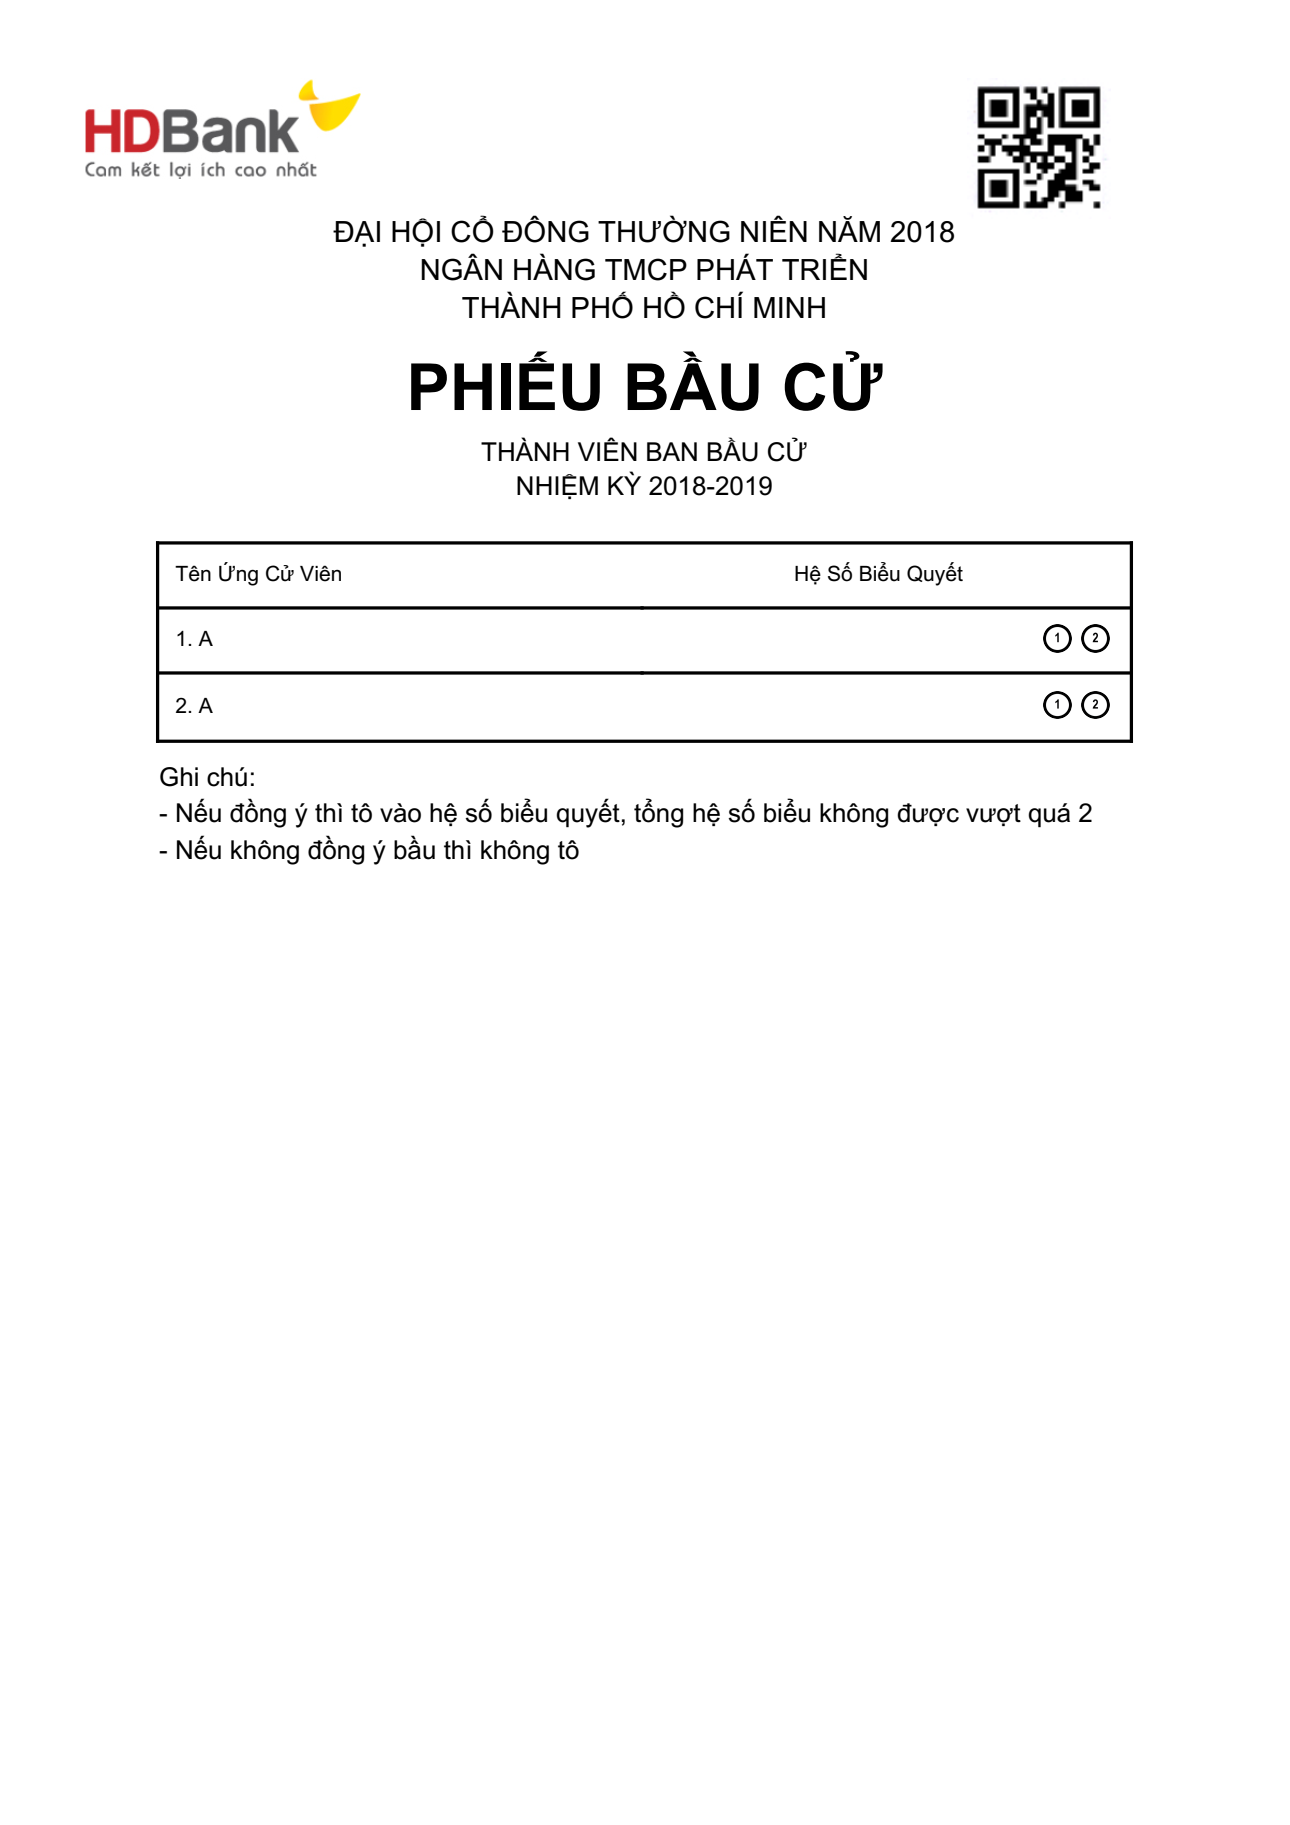 HDBank
Cam kết lợi ích cao nhất
ĐẠI HỘI CỔ ĐÔNG THƯỜNG NIÊN NĂM 2018
NGÂN HÀNG TMCP PHÁT TRIỂN
THÀNH PHỐ HỒ CHÍ MINH
PHIẾU BẦU CỬ
THÀNH VIÊN BAN BẦU CỬ
NHIỆM KỲ 2018-2019
Tên Ứng Cử Viên Hệ Số Biểu Quyết
1. A 1 2
2. A 1 2
Ghi chú:
- Nếu đồng ý thì tô vào hệ số biểu quyết, tổng hệ số biểu không được vượt quá 2
- Nếu không đồng ý bầu thì không tô